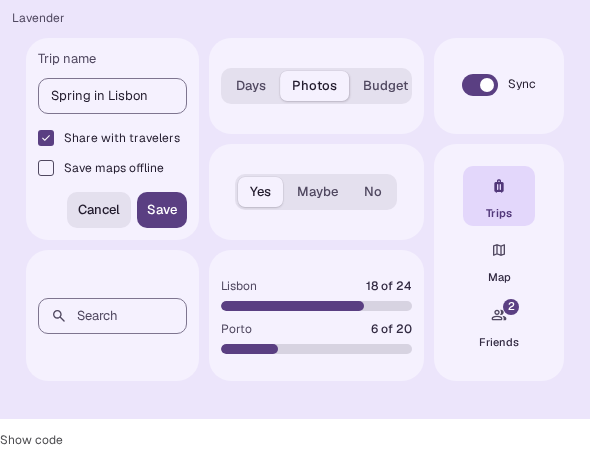 Lavender
Trip name
Spring in Lisbon
Share with travelers
Save maps offline
Cancel Save
Search
Days Photos Budget
Yes Maybe No
Lisbon 18 of 24
Porto 6 of 20
Sync
Trips
Map
2
Friends
Show code